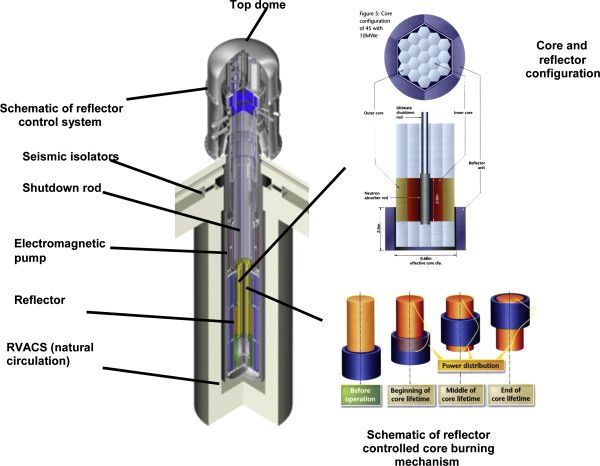 Top dome
Schematic of reflector
control system
Seismic isolators
Shutdown rod
Electromagnetic
pump
Reflector
RVACS (natural
circulation)
Figure 5: Core
configuration
of 4S with
10MWe
Core and
reflector
configuration
Outer core
Ultimate
shutdown
rod
Inner core
Reflector
unit
Neutron
absorber rod
2.0m
2.0m
0.68m
effective core dia.
Power distribution
Before
operation
Beginning of
core lifetime
Middle of
core lifetime
End of
core lifetime
Schematic of reflector
controlled core burning
mechanism